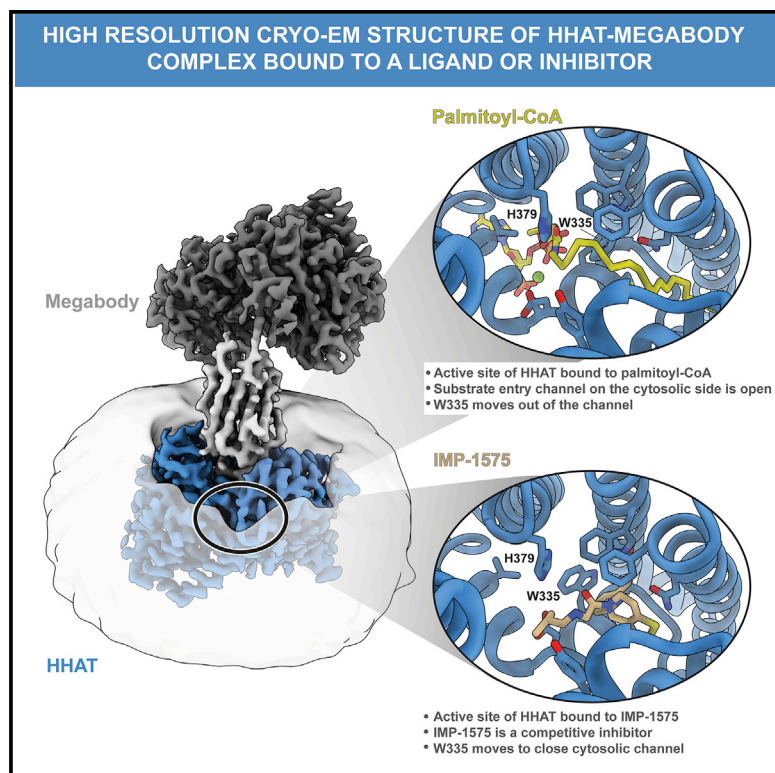 HIGH RESOLUTION CRYO-EM STRUCTURE OF HHAT-MEGABODY
COMPLEX BOUND TO A LIGAND OR INHIBITOR
Palmitoyl-CoA
H379
W335
Megabody
• Active site of HHAT bound to palmitoyl-CoA
• Substrate entry channel on the cytosolic side is open
• W335 moves out of the channel
IMP-1575
H379
W335
HHAT
• Active site of HHAT bound to IMP-1575
• IMP-1575 is a competitive inhibitor
• W335 moves to close cytosolic channel